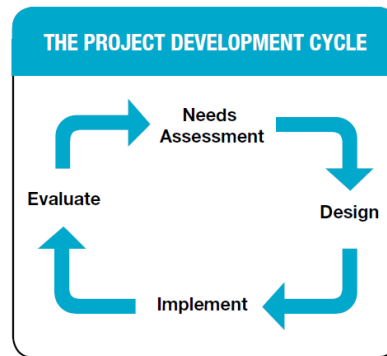 THE PROJECT DEVELOPMENT CYCLE
Needs
Assessment
Evaluate
Design
Implement